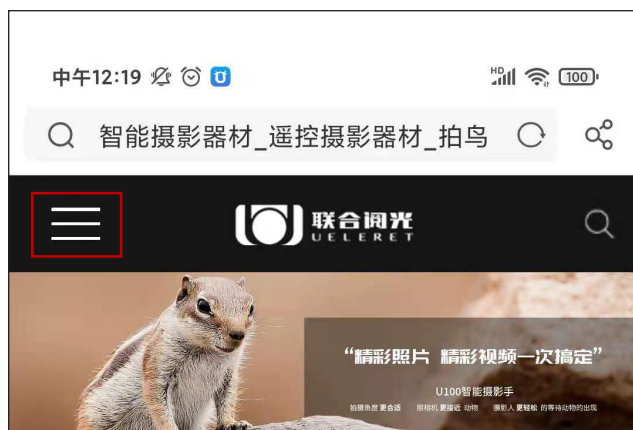 中午12:19
HD 100
智能摄影器材_遥控摄影器材_拍鸟
联合阅光
UELERET
“精彩照片 精彩视频一次搞定”
U100智能摄影手
拍摄角度 更合适 照相机 更接近 动物 摄影人 更轻松 的等待动物的出现